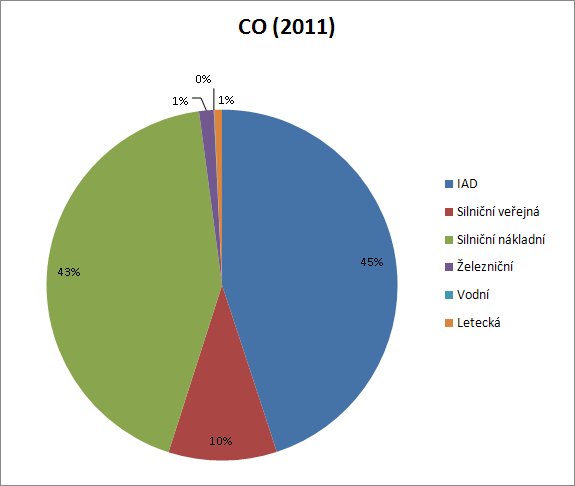 CO (2011)
0%
1%
1%
45%
43%
10%
IAD
Silniční veřejná
Silniční nákladní
Železniční
Vodní
Letecká